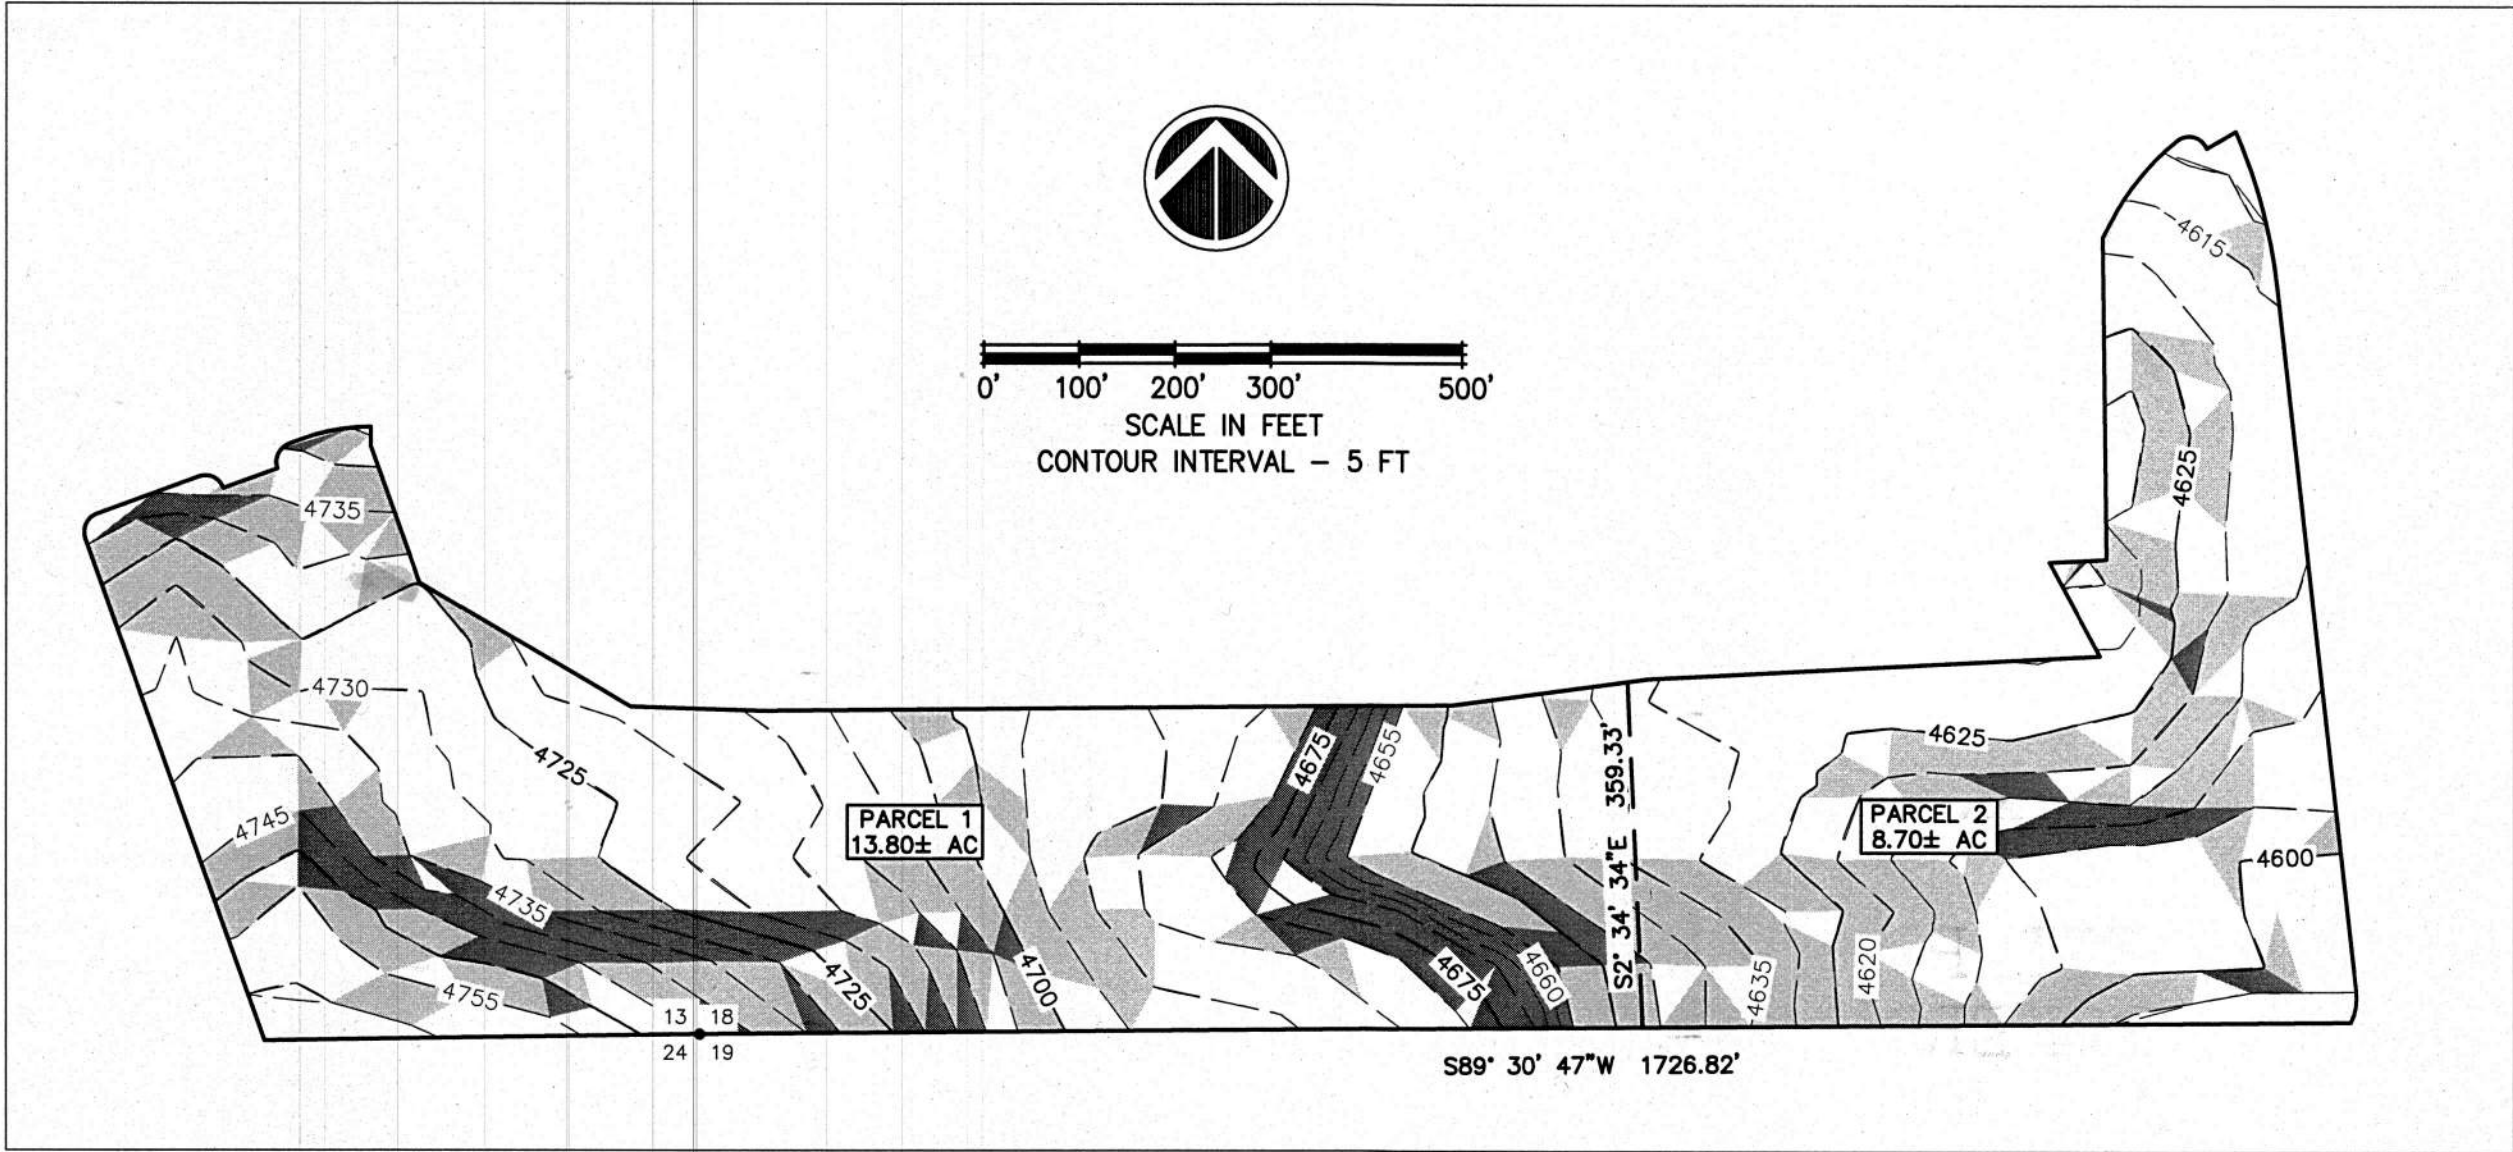 4615
0' 100' 200' 300' 500'
SCALE IN FEET
CONTOUR INTERVAL – 5 FT
4625
4735
4730
4725
4675
4655
4625
4745
PARCEL 1
13.80± AC
S2° 34' 34"E 359.33'
PARCEL 2
8.70± AC
4600
4735
4755
4725
4700
4675
4660
4635
4620
13 18
24 19
S89° 30' 47"W 1726.82'